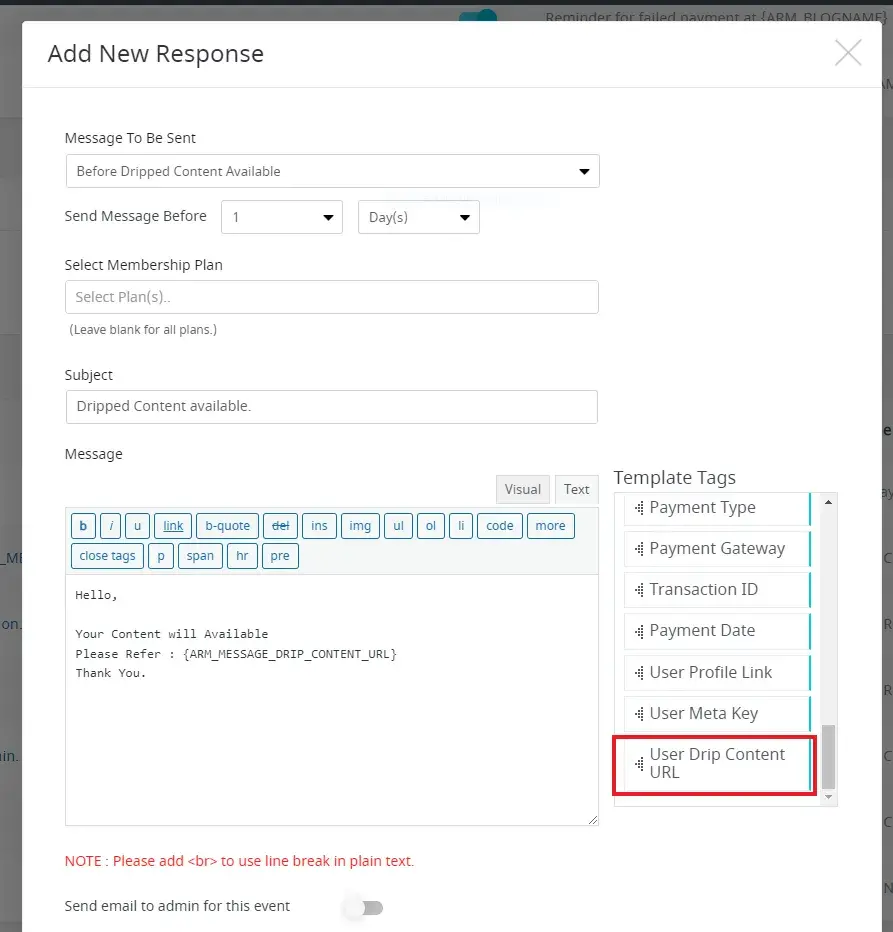 Reminder for failed payment at {ARM_BLOGNAME}
Add New Response
Message To Be Sent
Before Dripped Content Available
Send Message Before 1 Day(s)
Select Membership Plan
Select Plan(s)..
(Leave blank for all plans.)
Subject
Dripped Content available.
Message
Visual Text
b i u link b-quote del ins img ul ol li code more
close tags p span hr pre
Hello,
Your Content will Available
Please Refer : {ARM_MESSAGE_DRIP_CONTENT_URL}
Thank You.
Template Tags
Payment Type
Payment Gateway
Transaction ID
Payment Date
User Profile Link
User Meta Key
User Drip Content
URL
NOTE : Please add <br> to use line break in plain text.
Send email to admin for this event